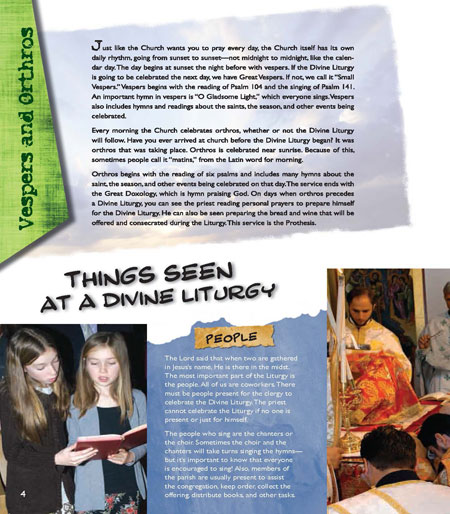 Vespers and Orthros
Just like the Church wants you to pray every day, the Church itself has its own
daily rhythm, going from sunset to sunset—not midnight to midnight, like the calen-
dar day. The day begins at sunset the night before with vespers. If the Divine Liturgy
is going to be celebrated the next day, we have Great Vespers. If not, we call it "Small
Vespers." Vespers begins with the reading of Psalm 104 and the singing of Psalm 141.
An important hymn in vespers is "O Gladsome Light," which everyone sings. Vespers
also includes hymns and readings about the saints, the season, and other events being
celebrated.
Every morning the Church celebrates orthros, whether or not the Divine Liturgy
will follow. Have you ever arrived at church before the Divine Liturgy began? It was
orthros that was taking place. Orthros is celebrated near sunrise. Because of this,
sometimes people call it "matins," from the Latin word for morning.
Orthros begins with the reading of six psalms and includes many hymns about the
saint, the season, and other events being celebrated on that day. The service ends with
the Great Doxology, which is hymn praising God. On days when orthros precedes
a Divine Liturgy, you can see the priest reading personal prayers to prepare himself
for the Divine Liturgy. He can also be seen preparing the bread and wine that will be
offered and consecrated during the Liturgy. This service is the Prothesis.
THINGS SEEN
AT A DIVINE LITURGY
PEOPLE
The Lord said that when two are gathered
in Jesus's name, He is there in the midst.
The most important part of the Liturgy is
the people. All of us are coworkers. There
must be people present for the clergy to
celebrate the Divine Liturgy. The priest
cannot celebrate the Liturgy if no one is
present or just for himself.
The people who sing are the chanters or
the choir. Sometimes the choir and the
chanters will take turns singing the hymns—
but it's important to know that everyone
is encouraged to sing! Also, members of
the parish are usually present to assist
the congregation, keep order, collect the
offering, distribute books, and other tasks.
4